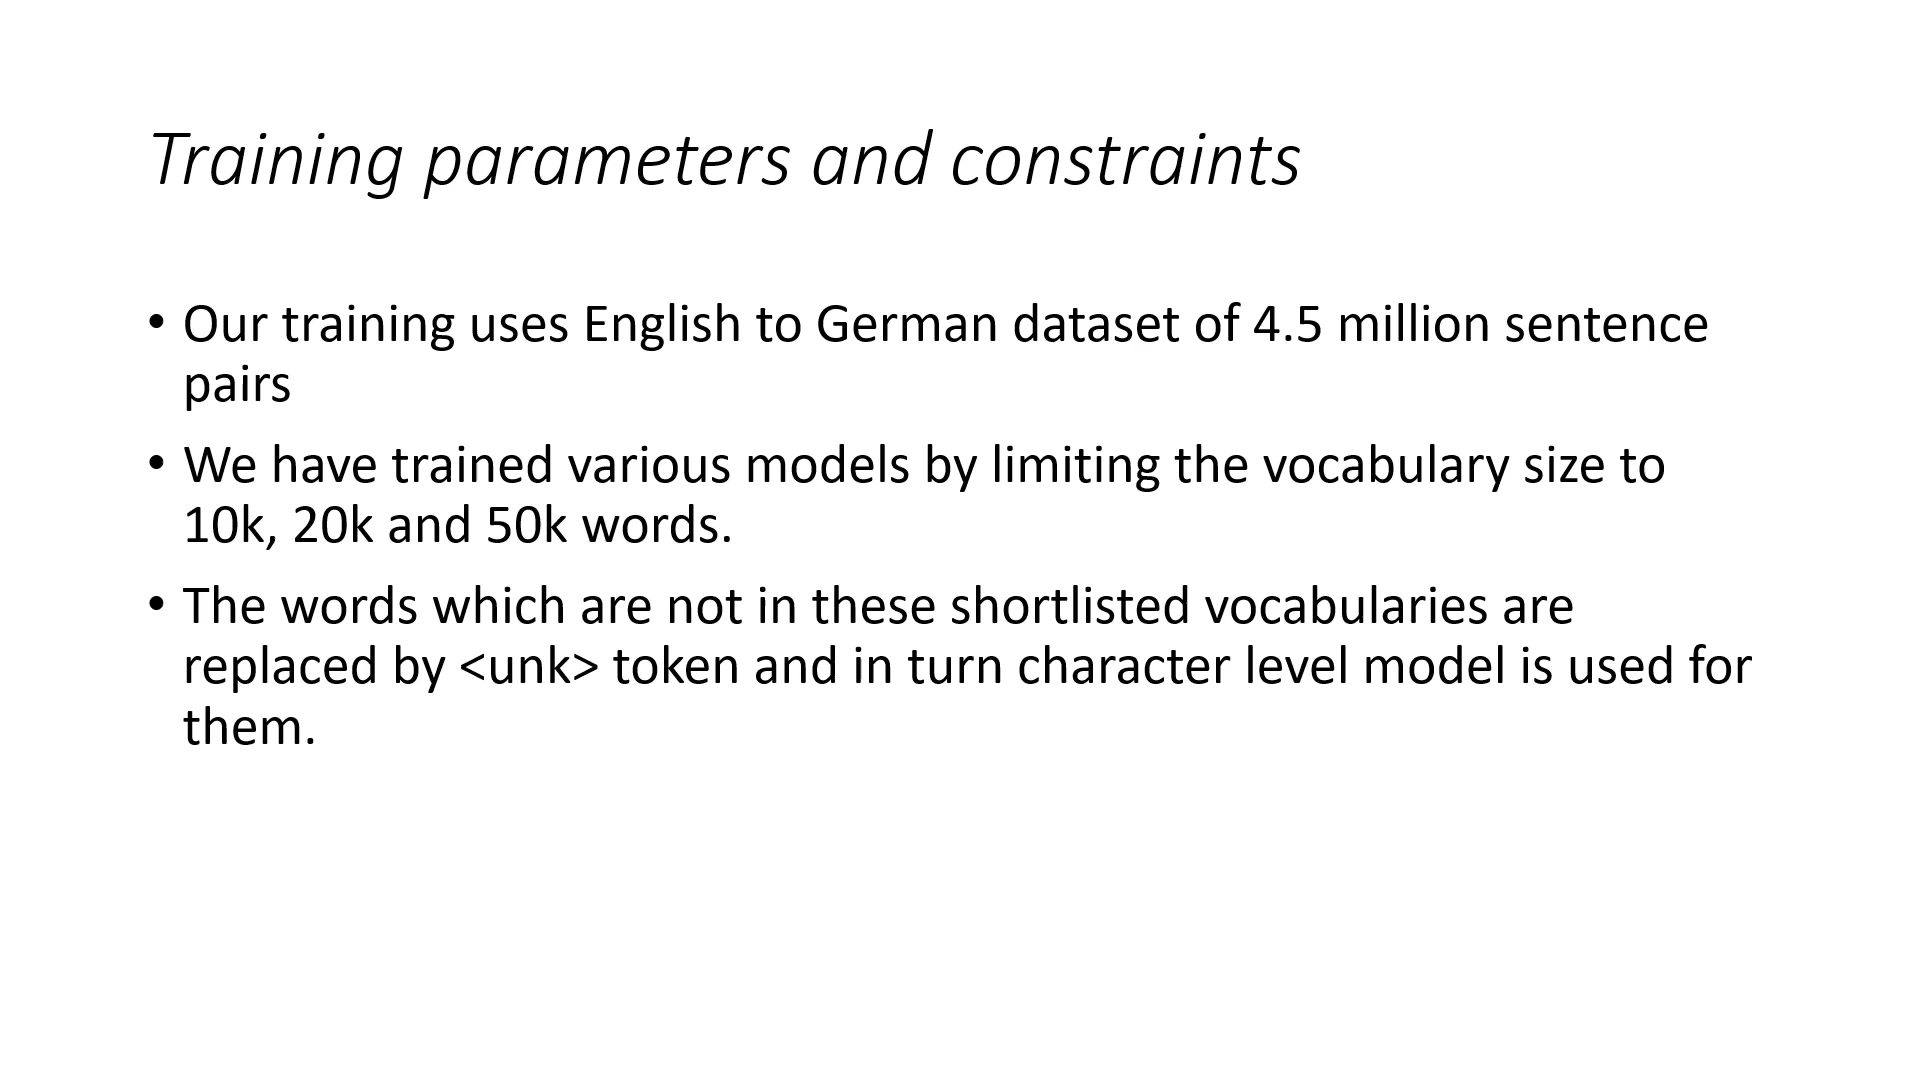 Training parameters and constraints
• Our training uses English to German dataset of 4.5 million sentence
pairs
• We have trained various models by limiting the vocabulary size to
10k, 20k and 50k words.
• The words which are not in these shortlisted vocabularies are
replaced by <unk> token and in turn character level model is used for
them.